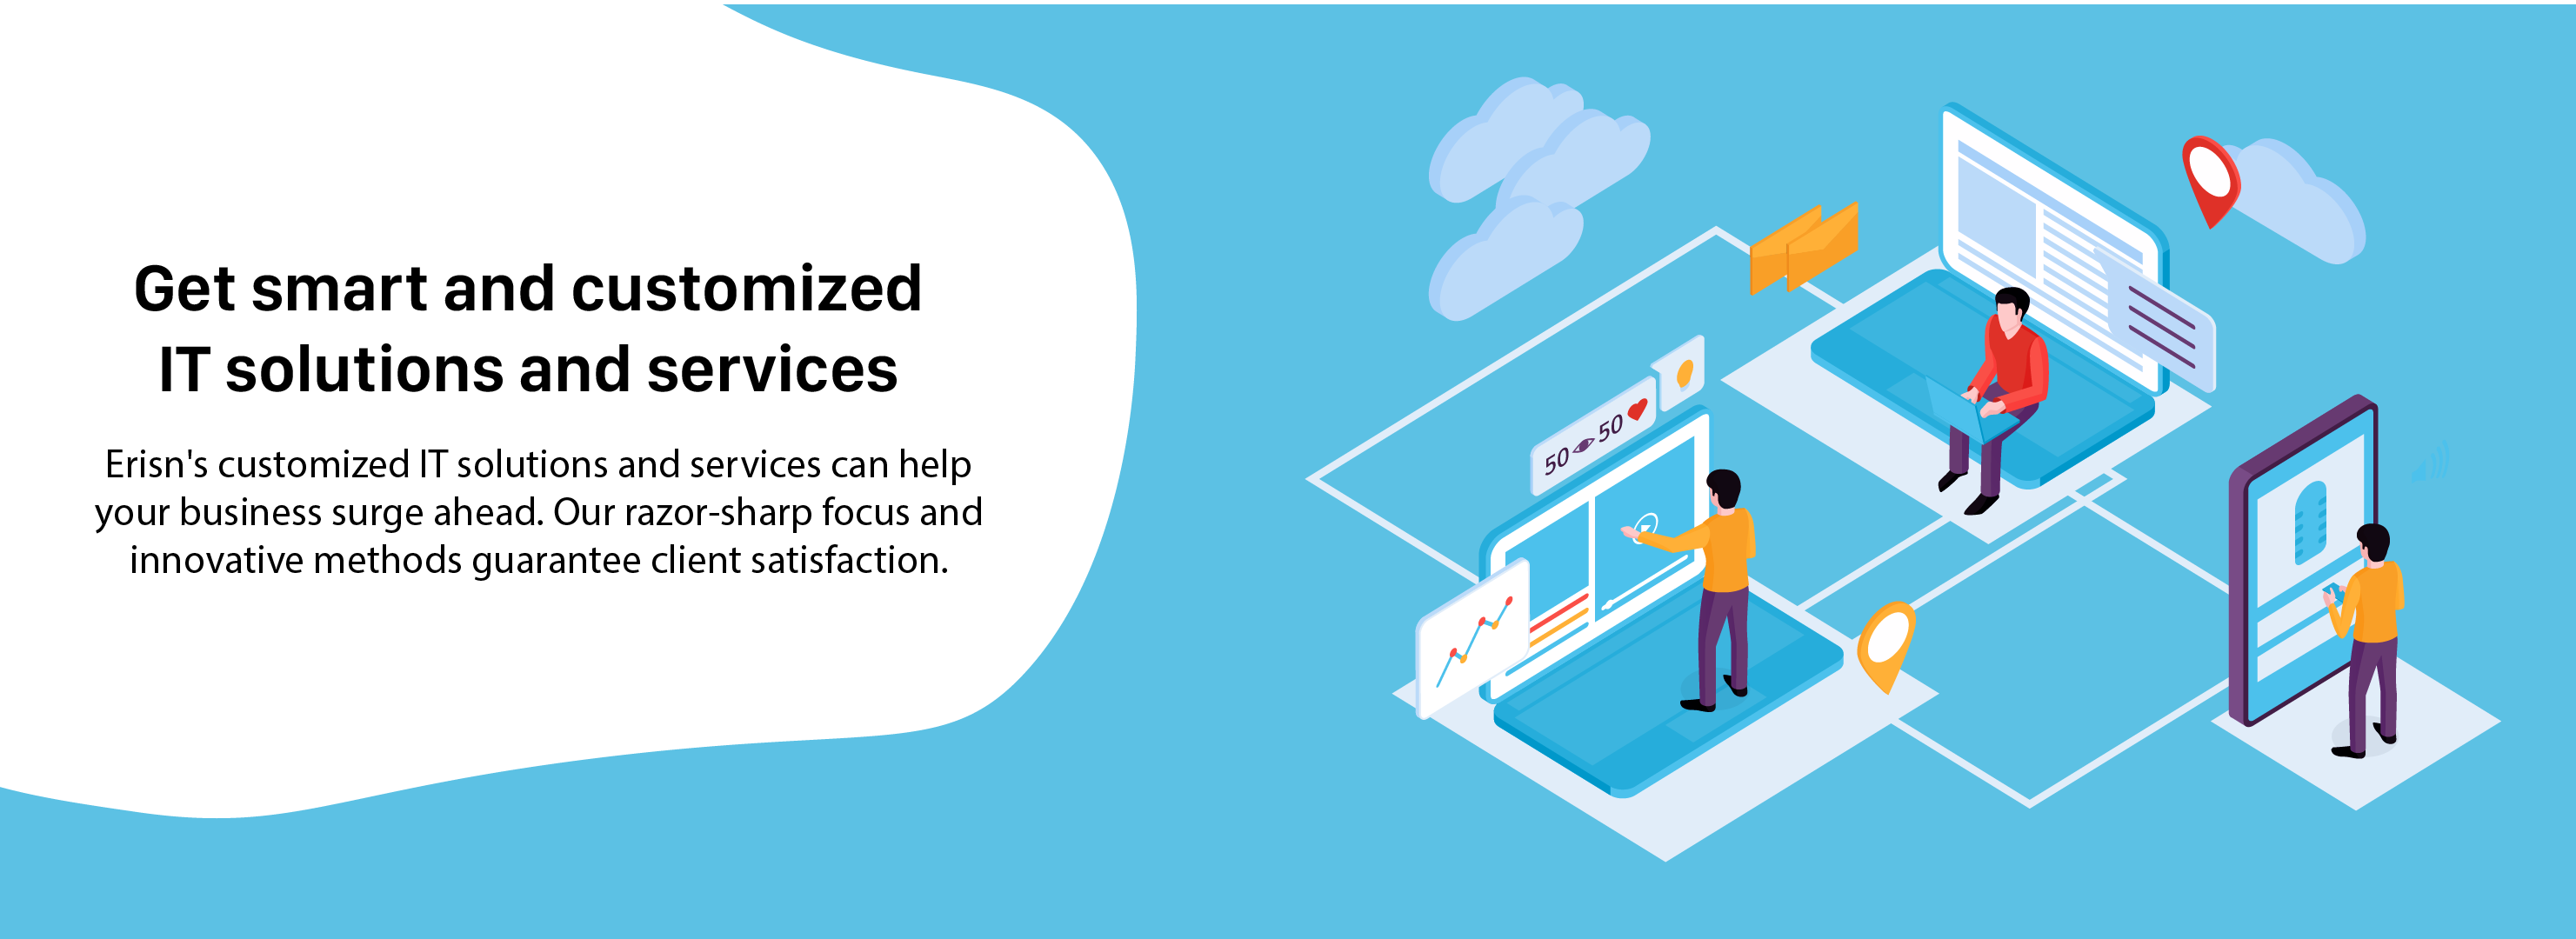 Get smart and customized
IT solutions and services
Erisn's customized IT solutions and services can help
your business surge ahead. Our razor-sharp focus and
innovative methods guarantee client satisfaction.
50 50